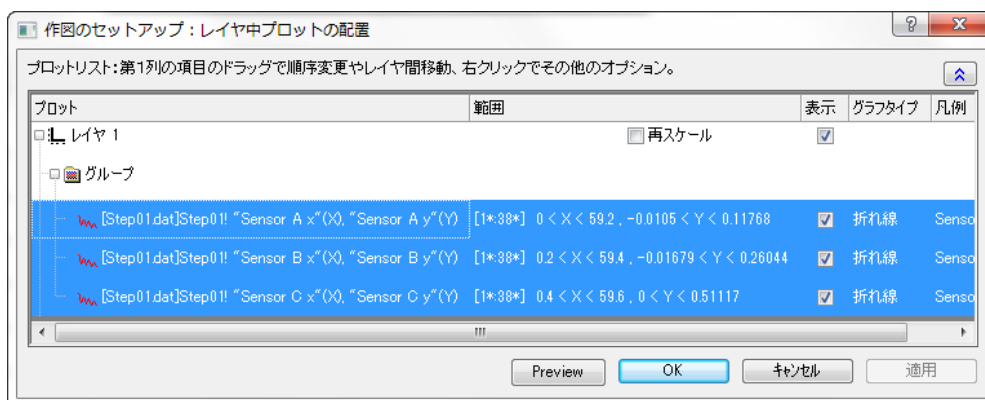 作図のセットアップ：レイヤ中プロットの配置
プロットリスト：第1列の項目のドラッグで順序変更やレイヤ間移動、右クリックでその他のオプション。
プロット 範囲 表示 グラフタイプ 凡例
レイヤ 1 再スケール
グループ
[Step01.dat]Step01! "Sensor A x"(X), "Sensor A y"(Y) [1*:38*] 0 < X < 59.2 , -0.0105 < Y < 0.11768 折れ線 Senso
[Step01.dat]Step01! "Sensor B x"(X), "Sensor B y"(Y) [1*:38*] 0.2 < X < 59.4 , -0.01679 < Y < 0.26044 折れ線 Senso
[Step01.dat]Step01! "Sensor C x"(X), "Sensor C y"(Y) [1*:38*] 0.4 < X < 59.6 , 0 < Y < 0.51117 折れ線 Senso
Preview OK キャンセル 適用